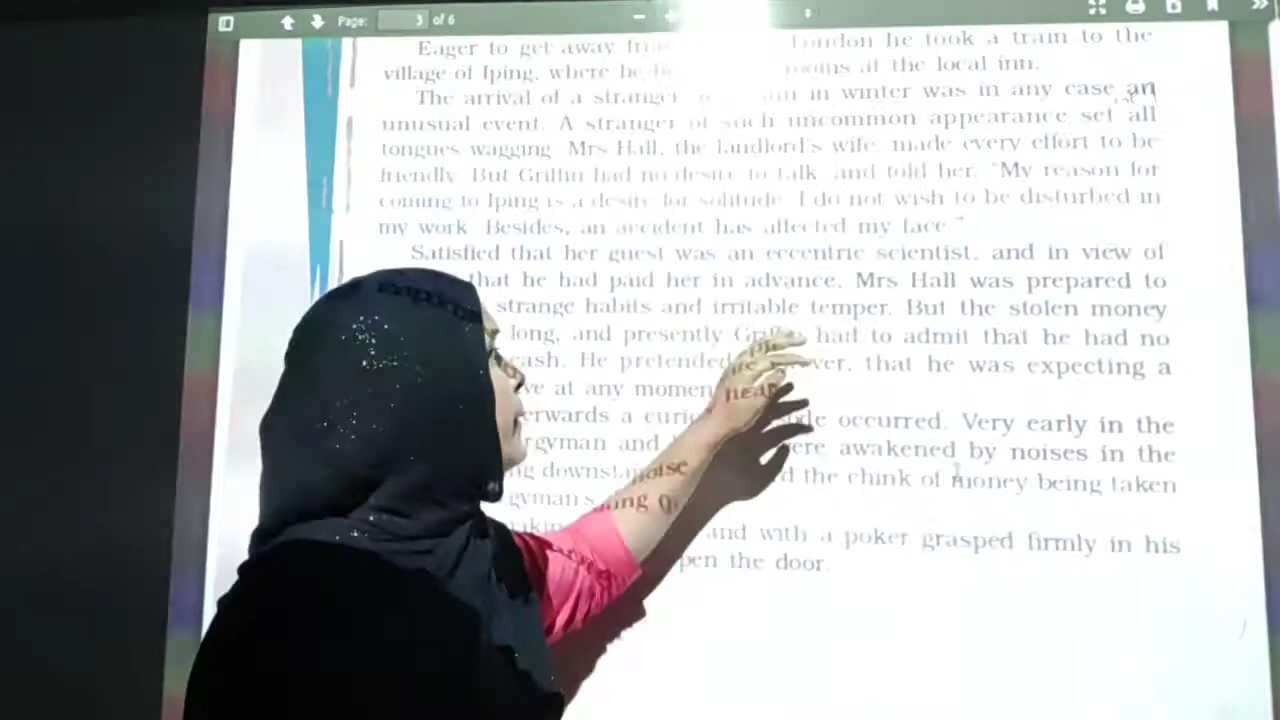 Page: 3 of 6
Eager to get away London he took a train to the
village of Iping, where he rooms at the local inn.
The arrival of a stranger in winter was in any case an
unusual event. A stranger of such uncommon appearance set all
tongues wagging. Mrs Hall, the landlord's wife, made every effort to be
friendly. But Griffin had no desire to talk, and told her, "My reason for
coming to Iping is a desire for solitude. I do not wish to be disturbed in
my work. Besides, an accident has affected my face."
Satisfied that her guest was an eccentric scientist, and in view of
that he had paid her in advance, Mrs Hall was prepared to
strange habits and irritable temper. But the stolen money
long, and presently Griffin had to admit that he had no
cash. He pretended that he was expecting a
at any moment
a occurred. Very early in the
and were awakened by noises in the
the chink of money being taken
and with a poker grasped firmly in his
the door.